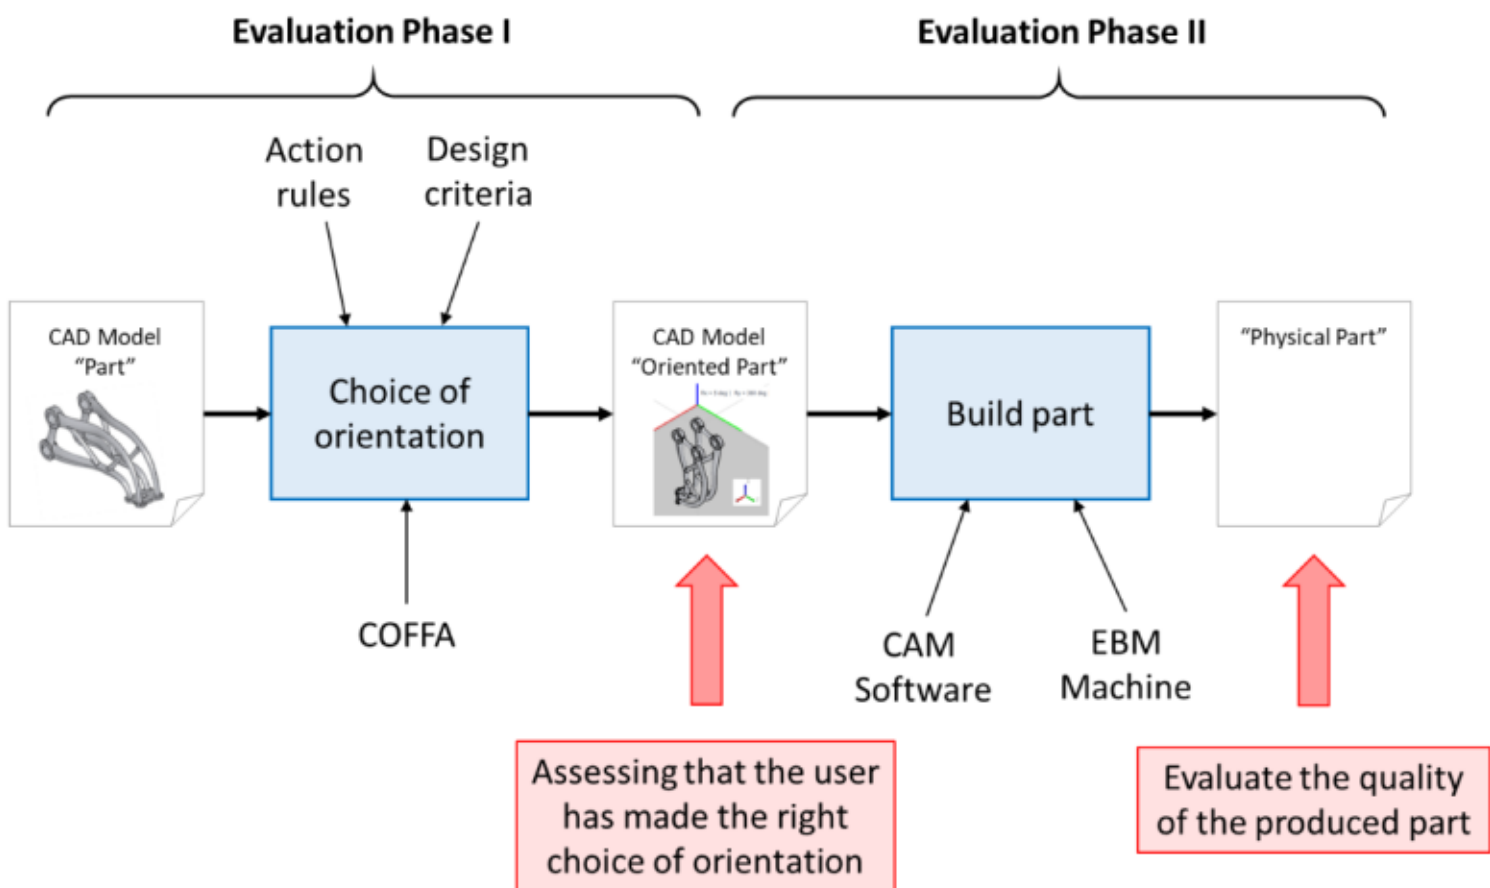 Evaluation Phase I
Evaluation Phase II
Action
rules
Design
criteria
CAD Model
“Part”
Choice of
orientation
CAD Model
“Oriented Part”
Build part
“Physical Part”
COFFA
CAM
Software
EBM
Machine
Assessing that the user
has made the right
choice of orientation
Evaluate the quality
of the produced part